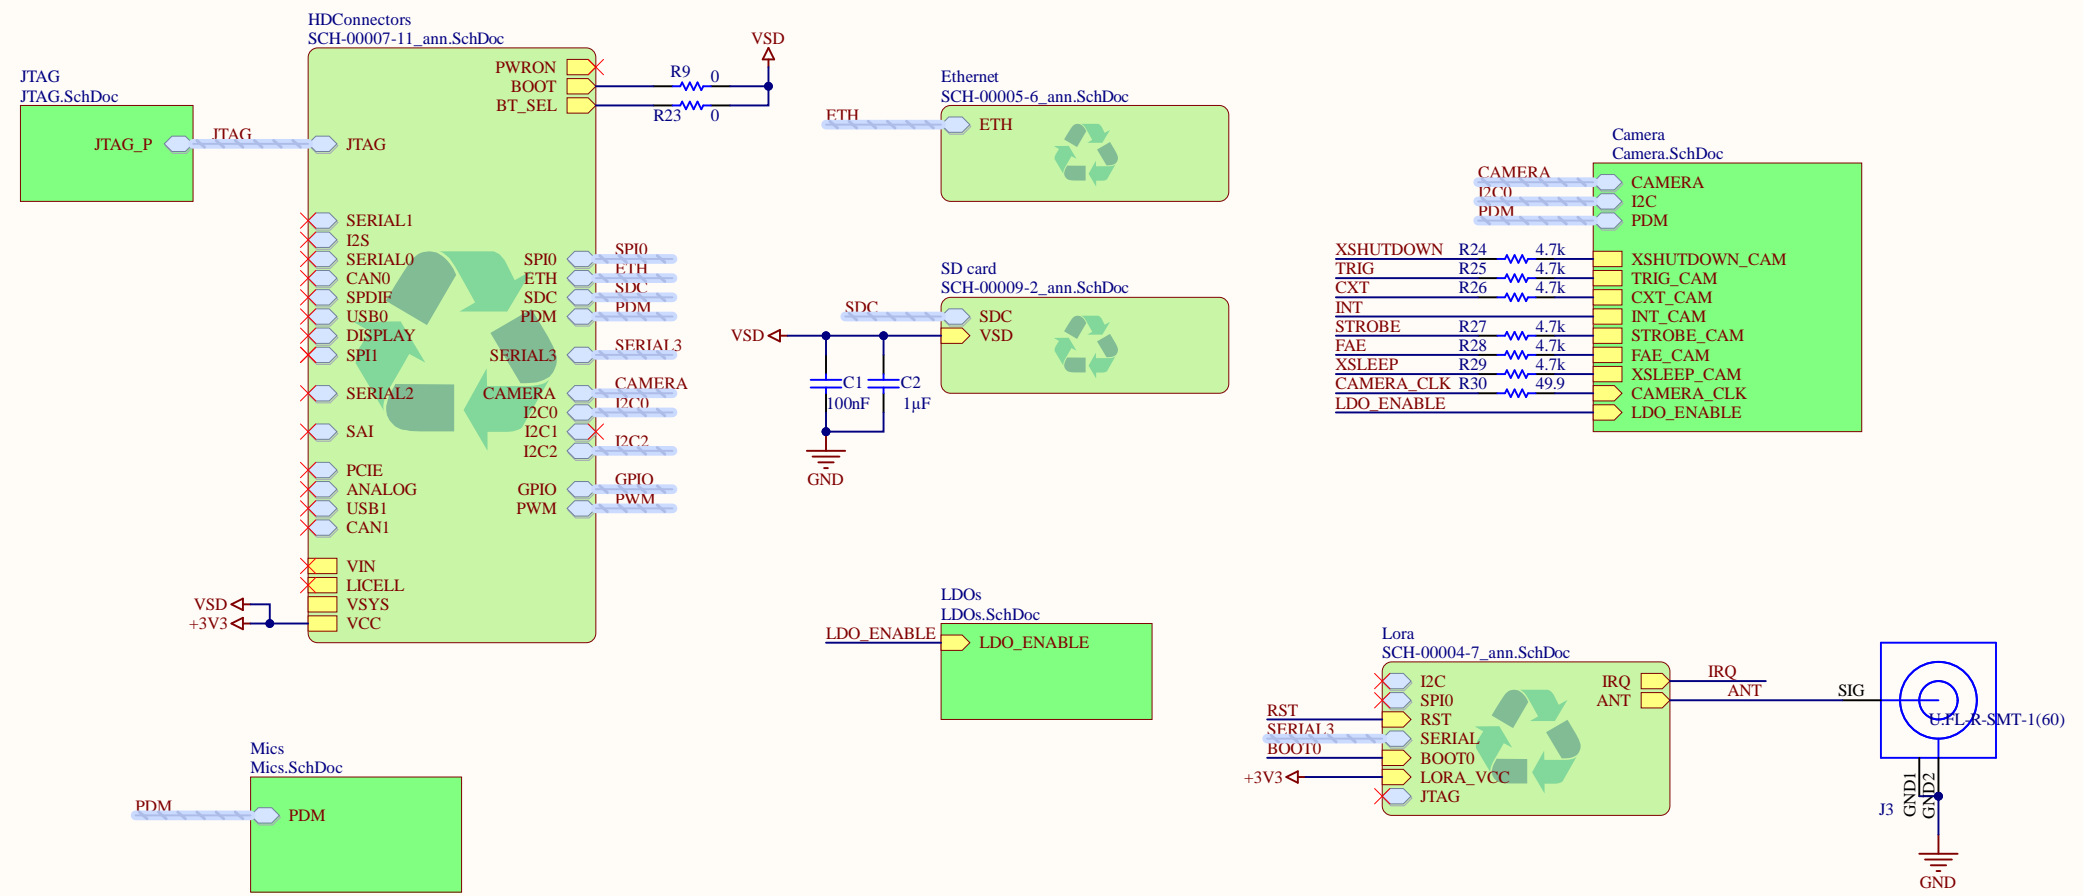 HDConnectors
SCH-00007-11_ann.SchDoc
PWRON
BOOT
BT_SEL
R9 0
R23 0
VSD
JTAG
JTAG.SchDoc
JTAG_P
JTAG
JTAG
SERIAL1
I2S
SERIAL0
CAN0
SPDIF
USB0
DISPLAY
SPI1
SERIAL2
SAI
PCIE
ANALOG
USB1
CAN1
VIN
LICELL
VSYS
VCC
VSD
+3V3
SPI0 SPI0
ETH ETH
SDC SDC
PDM PDM
SERIAL3 SERIAL3
CAMERA CAMERA
I2C0 I2C0
I2C1
I2C2 I2C2
GPIO GPIO
PWM PWM
Ethernet
SCH-00005-6_ann.SchDoc
ETH ETH
SD card
SCH-00009-2_ann.SchDoc
SDC SDC
VSD VSD
C1
100nF
C2
1µF
GND
Camera
Camera.SchDoc
CAMERA CAMERA
I2C0 I2C
PDM PDM
XSHUTDOWN R24 4.7k XSHUTDOWN_CAM
TRIG R25 4.7k TRIG_CAM
CXT R26 4.7k CXT_CAM
INT INT_CAM
STROBE R27 4.7k STROBE_CAM
FAE R28 4.7k FAE_CAM
XSLEEP R29 4.7k XSLEEP_CAM
CAMERA_CLK R30 49.9 CAMERA_CLK
LDO_ENABLE LDO_ENABLE
LDOs
LDOs.SchDoc
LDO_ENABLE LDO_ENABLE
Lora
SCH-00004-7_ann.SchDoc
I2C
SPI0
RST RST
SERIAL3 SERIAL
BOOT0 BOOT0
+3V3 LORA_VCC
JTAG
IRQ IRQ
ANT ANT
SIG
U.FL-R-SMT-1(60)
GND1
GND2
J3
GND
Mics
Mics.SchDoc
PDM PDM